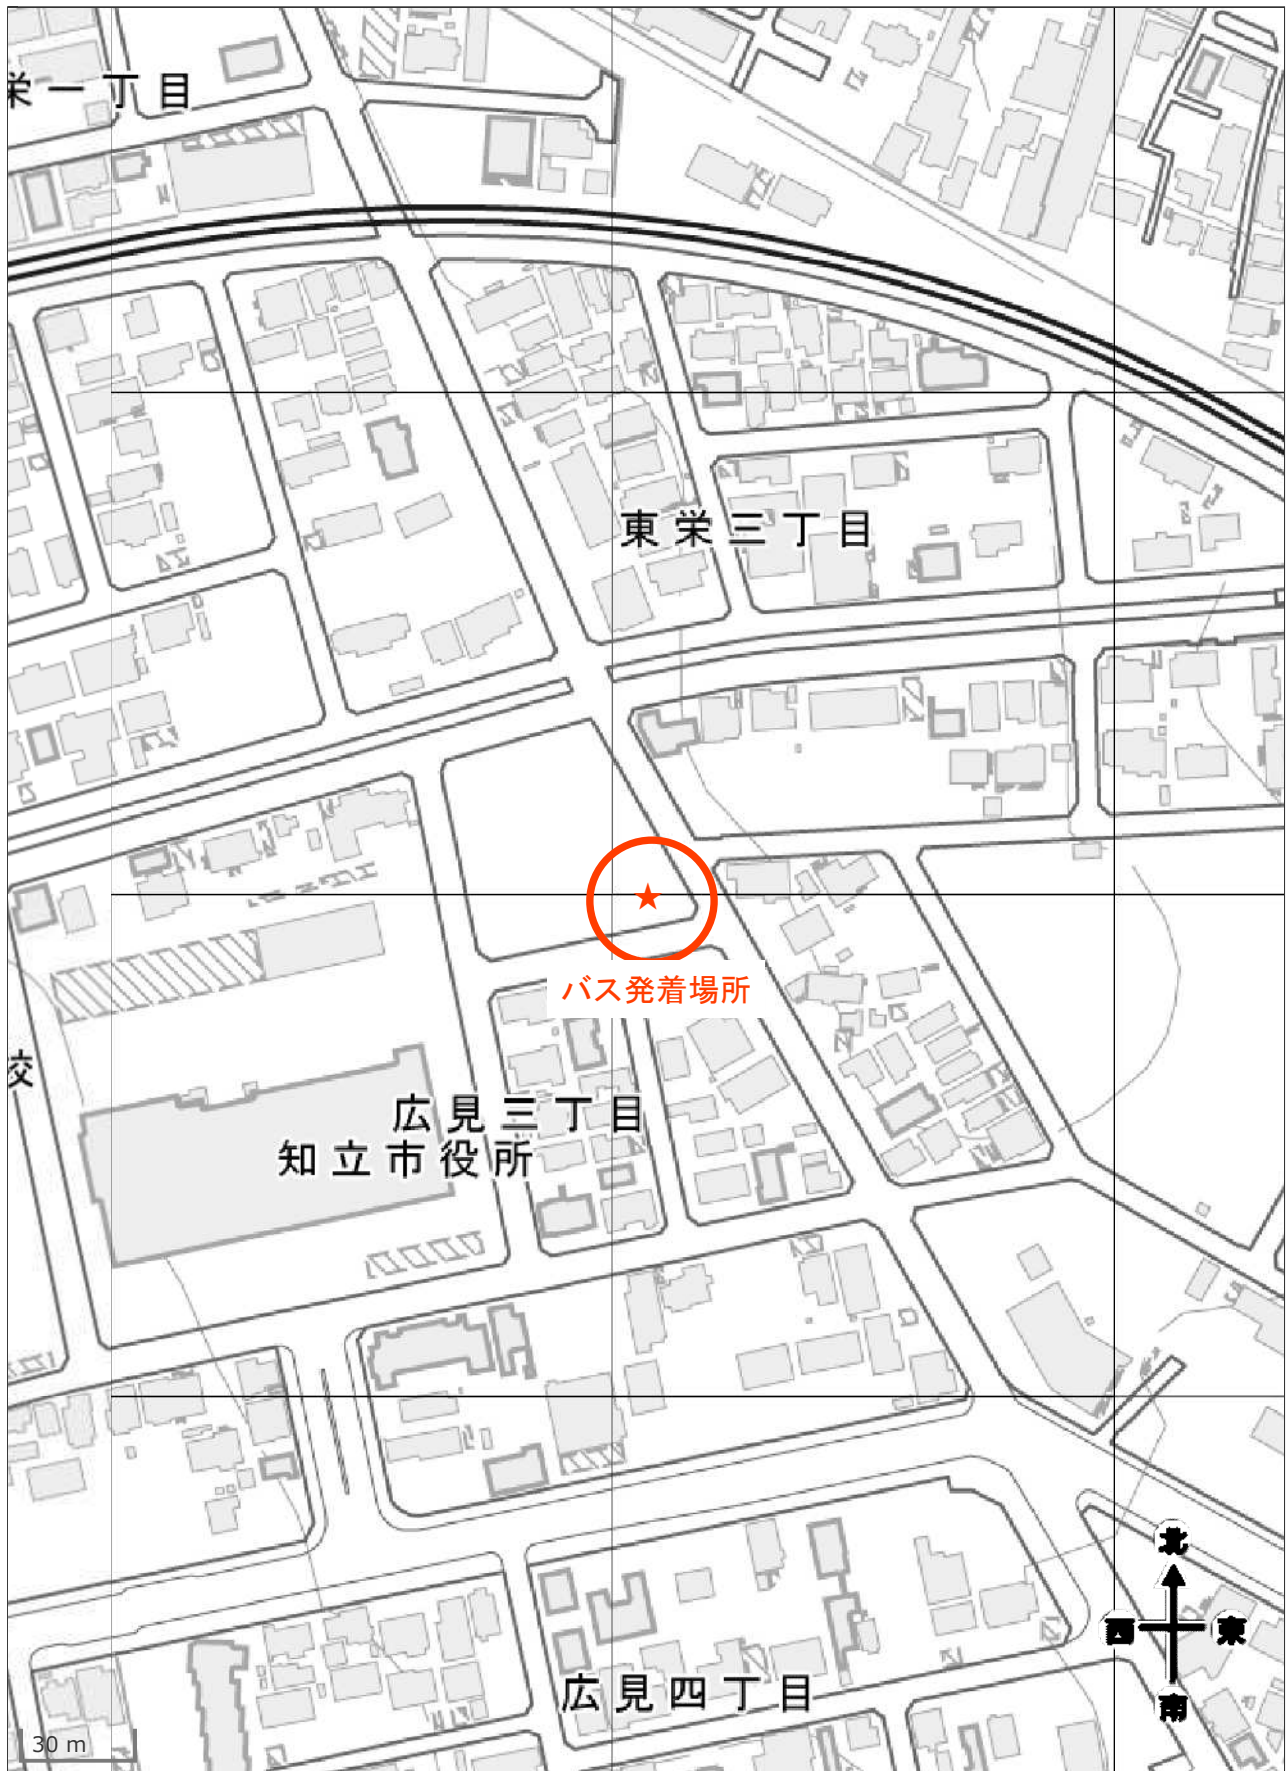 栄一丁目
東栄三丁目
バス発着場所
校
広見三丁目
知立市役所
北
西 東
南
広見四丁目
30 m